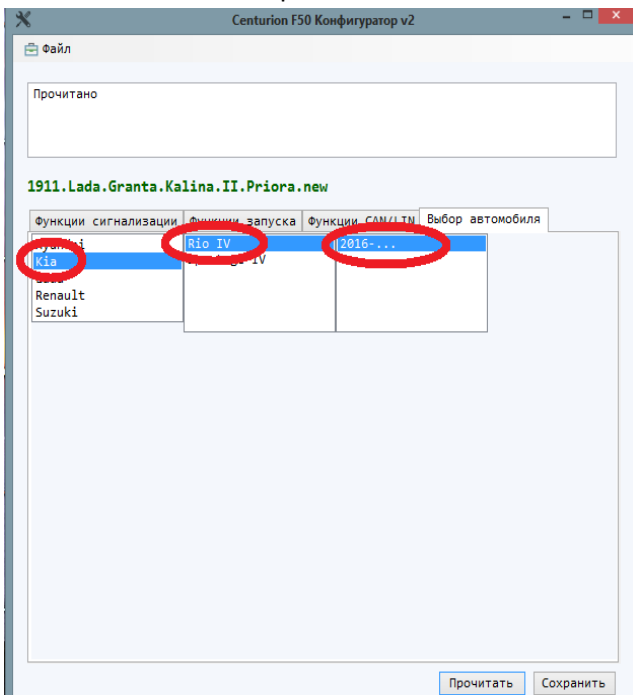 Centurion F50 Конфигуратор v2
Файл
Прочитано
1911.Lada.Granta.Kalina.II.Priora.new
Функции сигнализации Функции запуска Функции CAN/LIN Выбор автомобиля
Rio IV 2016-...
Kia IV
Renault
Suzuki
Прочитать Сохранить